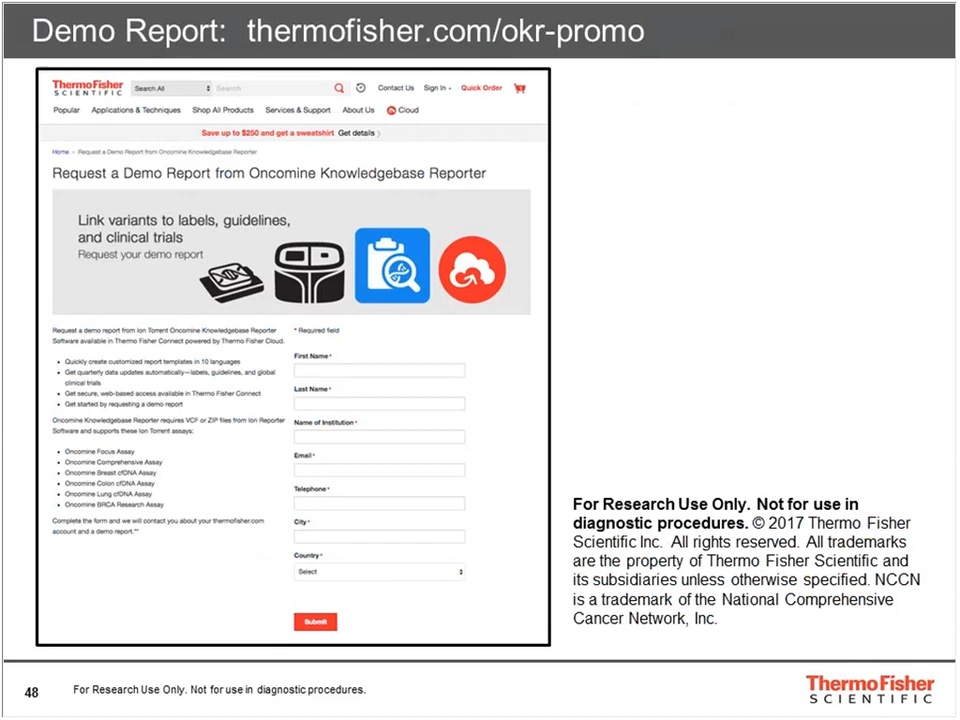 Demo Report: thermofisher.com/okr-promo
ThermoFisher
SCIENTIFIC
Search All
Search
Contact Us
Sign In
Quick Order
Popular
Applications & Techniques
Shop All Products
Services & Support
About Us
Cloud
Save up to $250 and get a sweatshirt Get details
Home
Request a Demo Report from Oncomine Knowledgebase Reporter
Request a Demo Report from Oncomine Knowledgebase Reporter
Link variants to labels, guidelines,
and clinical trials
Request your demo report
Request a demo report from Ion Torrent Oncomine Knowledgebase Reporter
Software available in Thermo Fisher Connect powered by Thermo Fisher Cloud.
• Quickly create customized report templates in 10 languages
• Get quarterly data updates automatically—labels, guidelines, and global
clinical trials
• Get secure, web-based access available in Thermo Fisher Connect
• Get started by requesting a demo report
Oncomine Knowledgebase Reporter requires VCF or ZIP files from Ion Reporter
Software and supports these Ion Torrent assays:
• Oncomine Focus Assay
• Oncomine Comprehensive Assay
• Oncomine Breast cfDNA Assay
• Oncomine Colon cfDNA Assay
• Oncomine Lung cfDNA Assay
• Oncomine BRCA Research Assay
Complete the form and we will contact you about your thermofisher.com
account and a demo report.**
* Required field
First Name*
Last Name*
Name of Institution*
Email*
Telephone*
City*
Country*
Select
Submit
For Research Use Only. Not for use in
diagnostic procedures. © 2017 Thermo Fisher
Scientific Inc. All rights reserved. All trademarks
are the property of Thermo Fisher Scientific and
its subsidiaries unless otherwise specified. NCCN
is a trademark of the National Comprehensive
Cancer Network, Inc.
48
For Research Use Only. Not for use in diagnostic procedures.
ThermoFisher
SCIENTIFIC